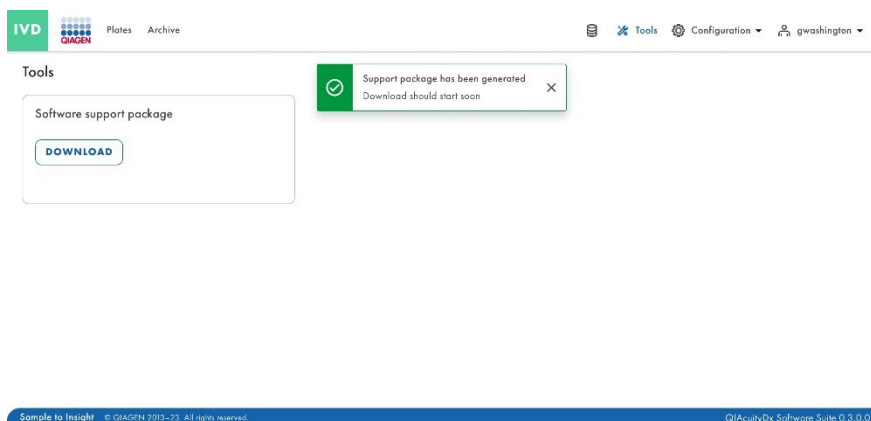 IVD QIAGEN Plates Archive Tools Configuration gwashington
Tools
Support package has been generated
Download should start soon
Software support package
DOWNLOAD
Sample to Insight © QIAGEN 2013–23. All rights reserved. QIAcuityDx Software Suite 0.3.0.0